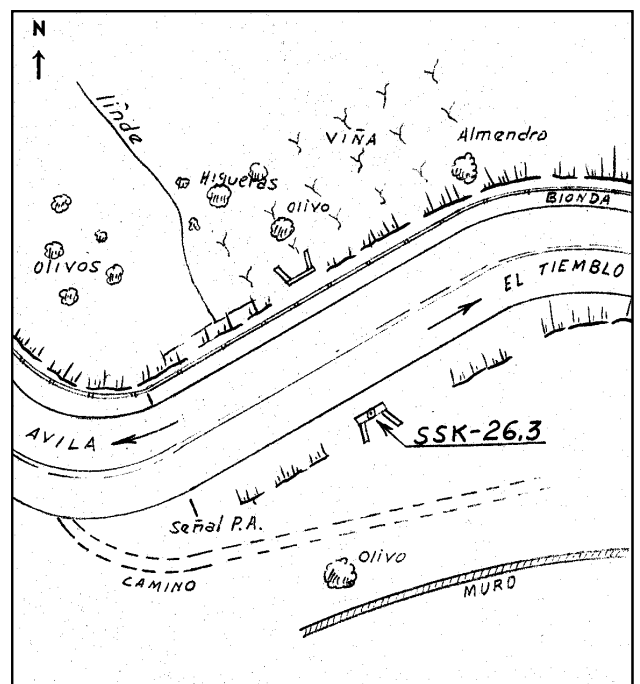 N
linde
VIÑA
Almendro
Higueras
Olivo
BIONDA
OLIVOS
EL TIEMBLO
AVILA
SSK-26,3
Señal P.A.
CAMINO
Olivo
MURO